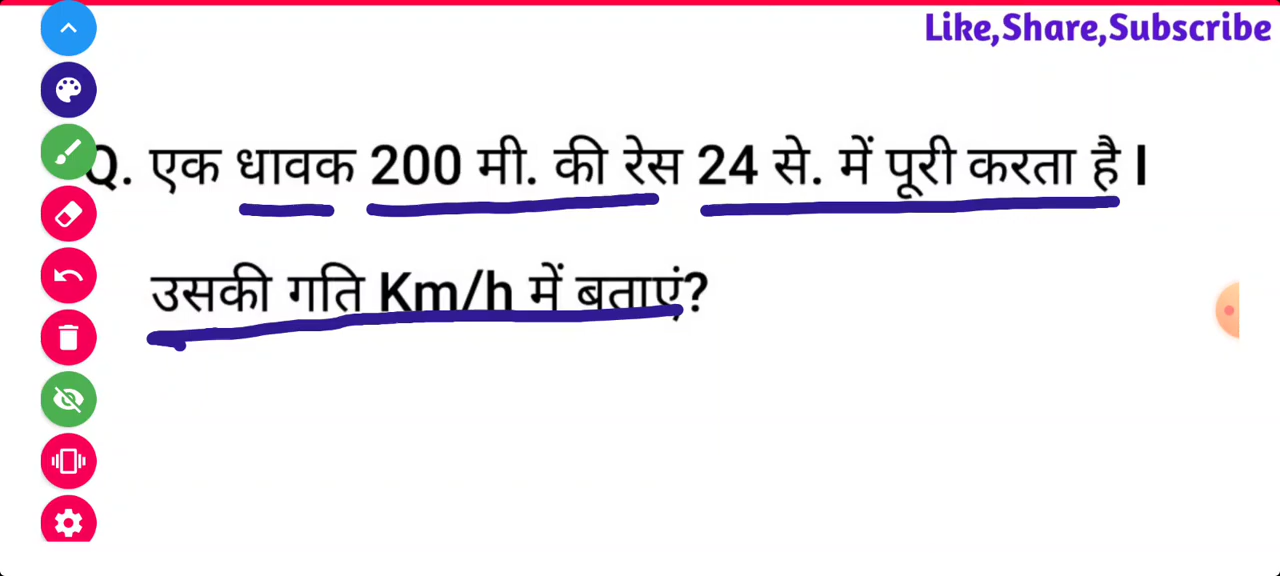 Like,Share,Subscribe
Q. एक धावक 200 मी. की रेस 24 से. में पूरी करता है I
उसकी गति Km/h में बताएं?